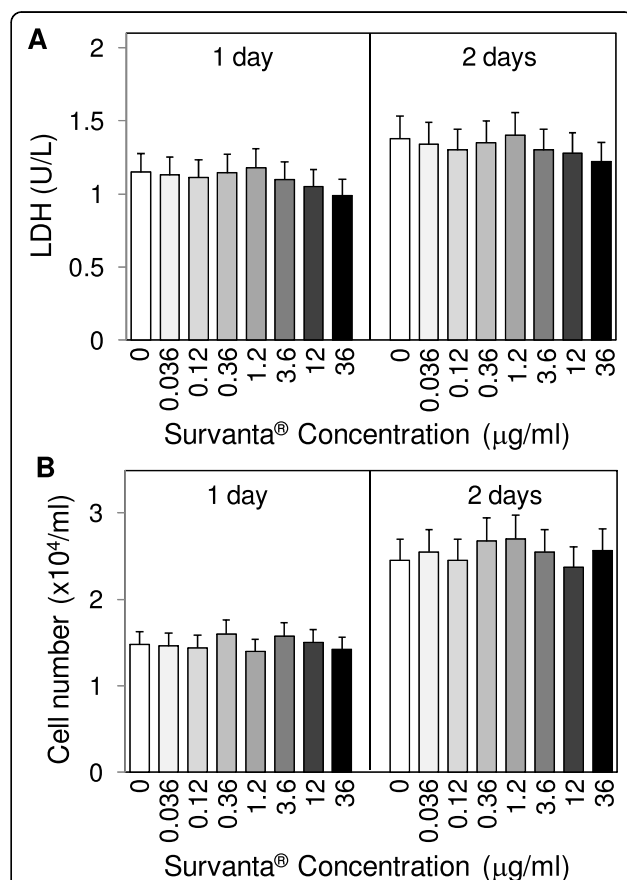 A
1 day
2 days
2
1.5
1
0.5
0
LDH (U/L)
0 0.036 0.12 0.36 1.2 3.6 12 36 0 0.036 0.12 0.36 1.2 3.6 12 36
Survanta® Concentration (μg/ml)
B
1 day
2 days
3
2
1
0
Cell number (x10⁴/ml)
0 0.036 0.12 0.36 1.2 3.6 12 36 0 0.036 0.12 0.36 1.2 3.6 12 36
Survanta® Concentration (μg/ml)